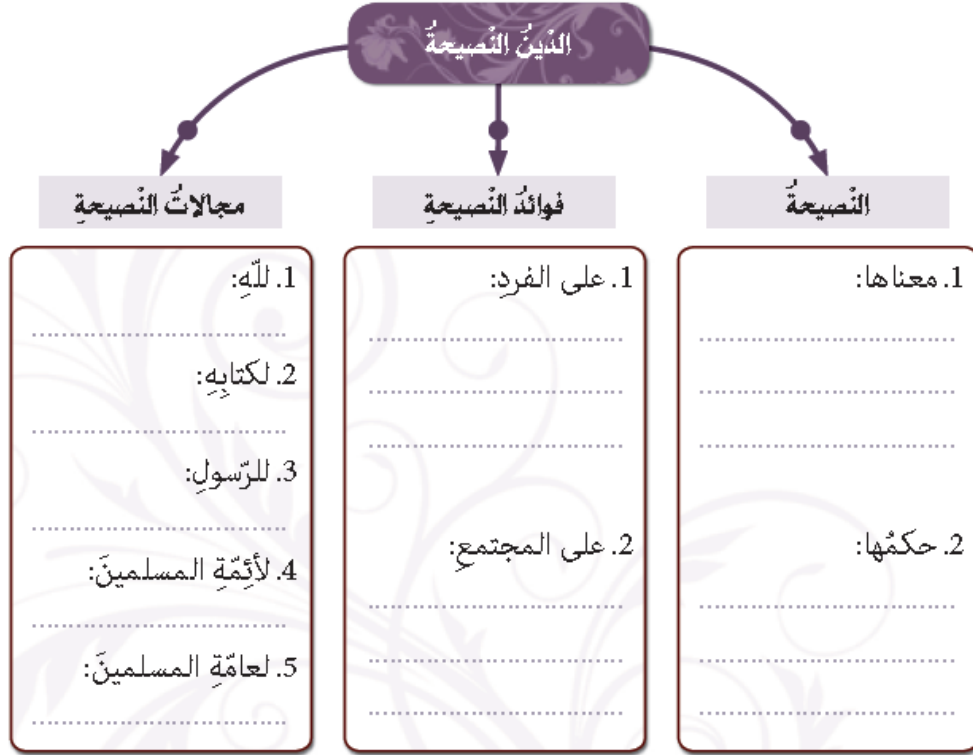 الدّينُ النّصيحةُ
النّصيحةُ
1. معناها:
2. حكمُها:
فوائدُ النّصيحةِ
1. على الفردِ:
2. على المجتمعِ:
مجالاتُ النّصيحةِ
1. للّهِ:
2. لكتابِهِ:
3. للرّسولِ:
4. لأئِمّةِ المسلمينَ:
5. لعامّةِ المسلمينَ: